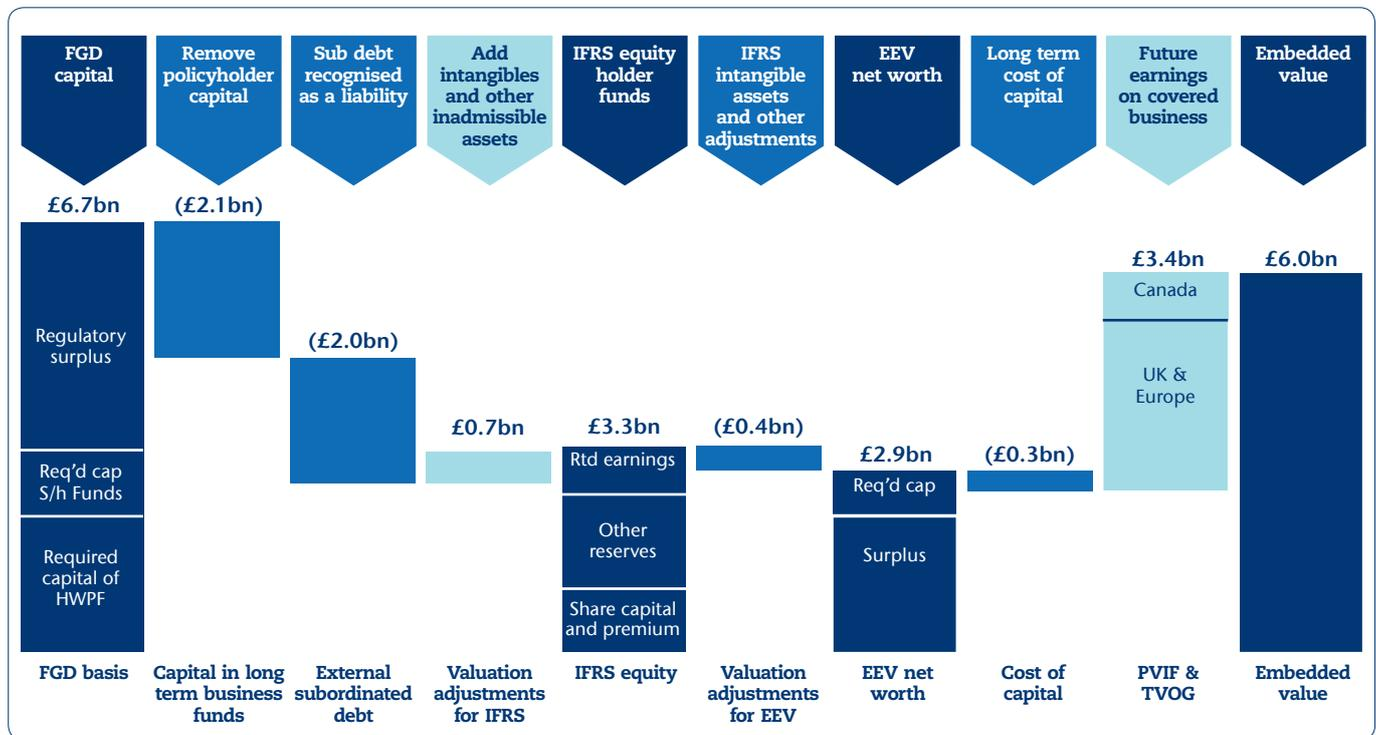 FGD
capital
Remove
policyholder
capital
Sub debt
recognised
as a liability
Add
intangibles
and other
inadmissible
assets
IFRS equity
holder
funds
IFRS
intangible
assets
and other
adjustments
EEV
net worth
Long term
cost of
capital
Future
earnings
on covered
business
Embedded
value
£6.7bn
(£2.1bn)
(£2.0bn)
£0.7bn
£3.3bn
(£0.4bn)
£2.9bn
(£0.3bn)
£3.4bn
£6.0bn
Regulatory
surplus
Req'd cap
S/h Funds
Required
capital of
HWPF
Rtd earnings
Other
reserves
Share capital
and premium
Req'd cap
Surplus
Canada
UK &
Europe
FGD basis
Capital in long
term business
funds
External
subordinated
debt
Valuation
adjustments
for IFRS
IFRS equity
Valuation
adjustments
for EEV
EEV net
worth
Cost of
capital
PVIF &
TVOG
Embedded
value